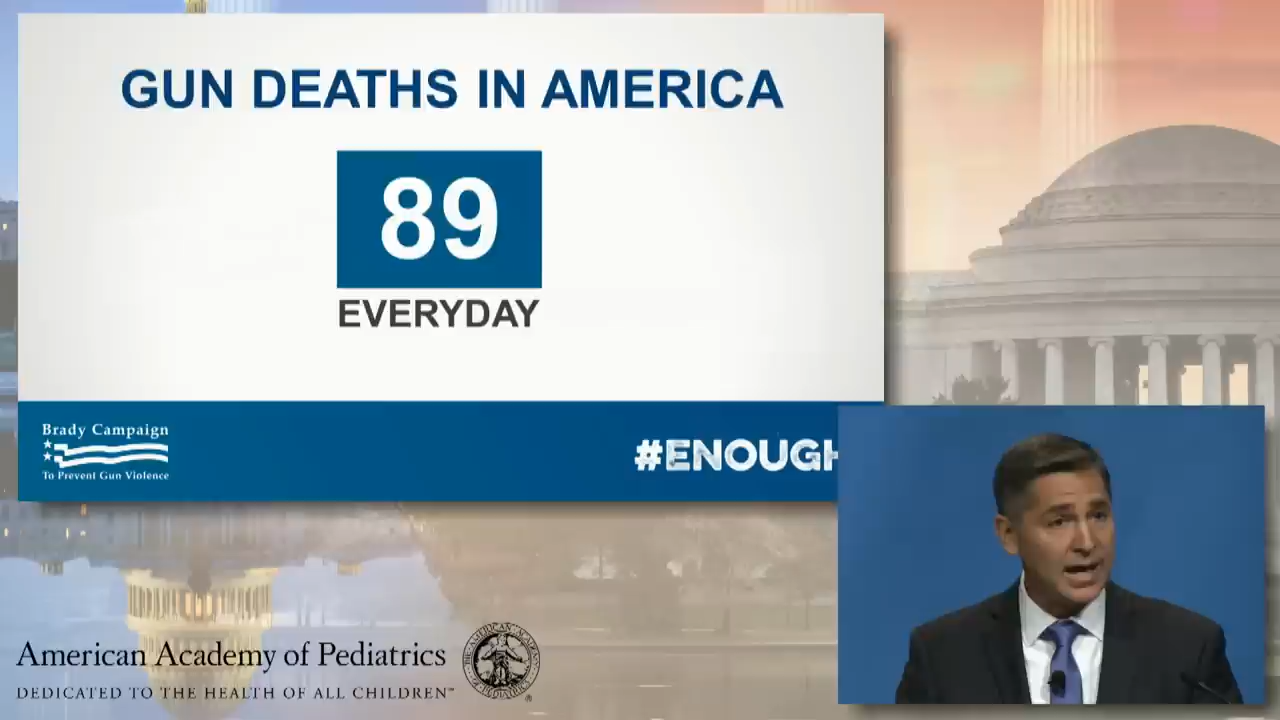 GUN DEATHS IN AMERICA
89
EVERYDAY
Brady Campaign
To Prevent Gun Violence
#ENOUGH
American Academy of Pediatrics
DEDICATED TO THE HEALTH OF ALL CHILDREN™